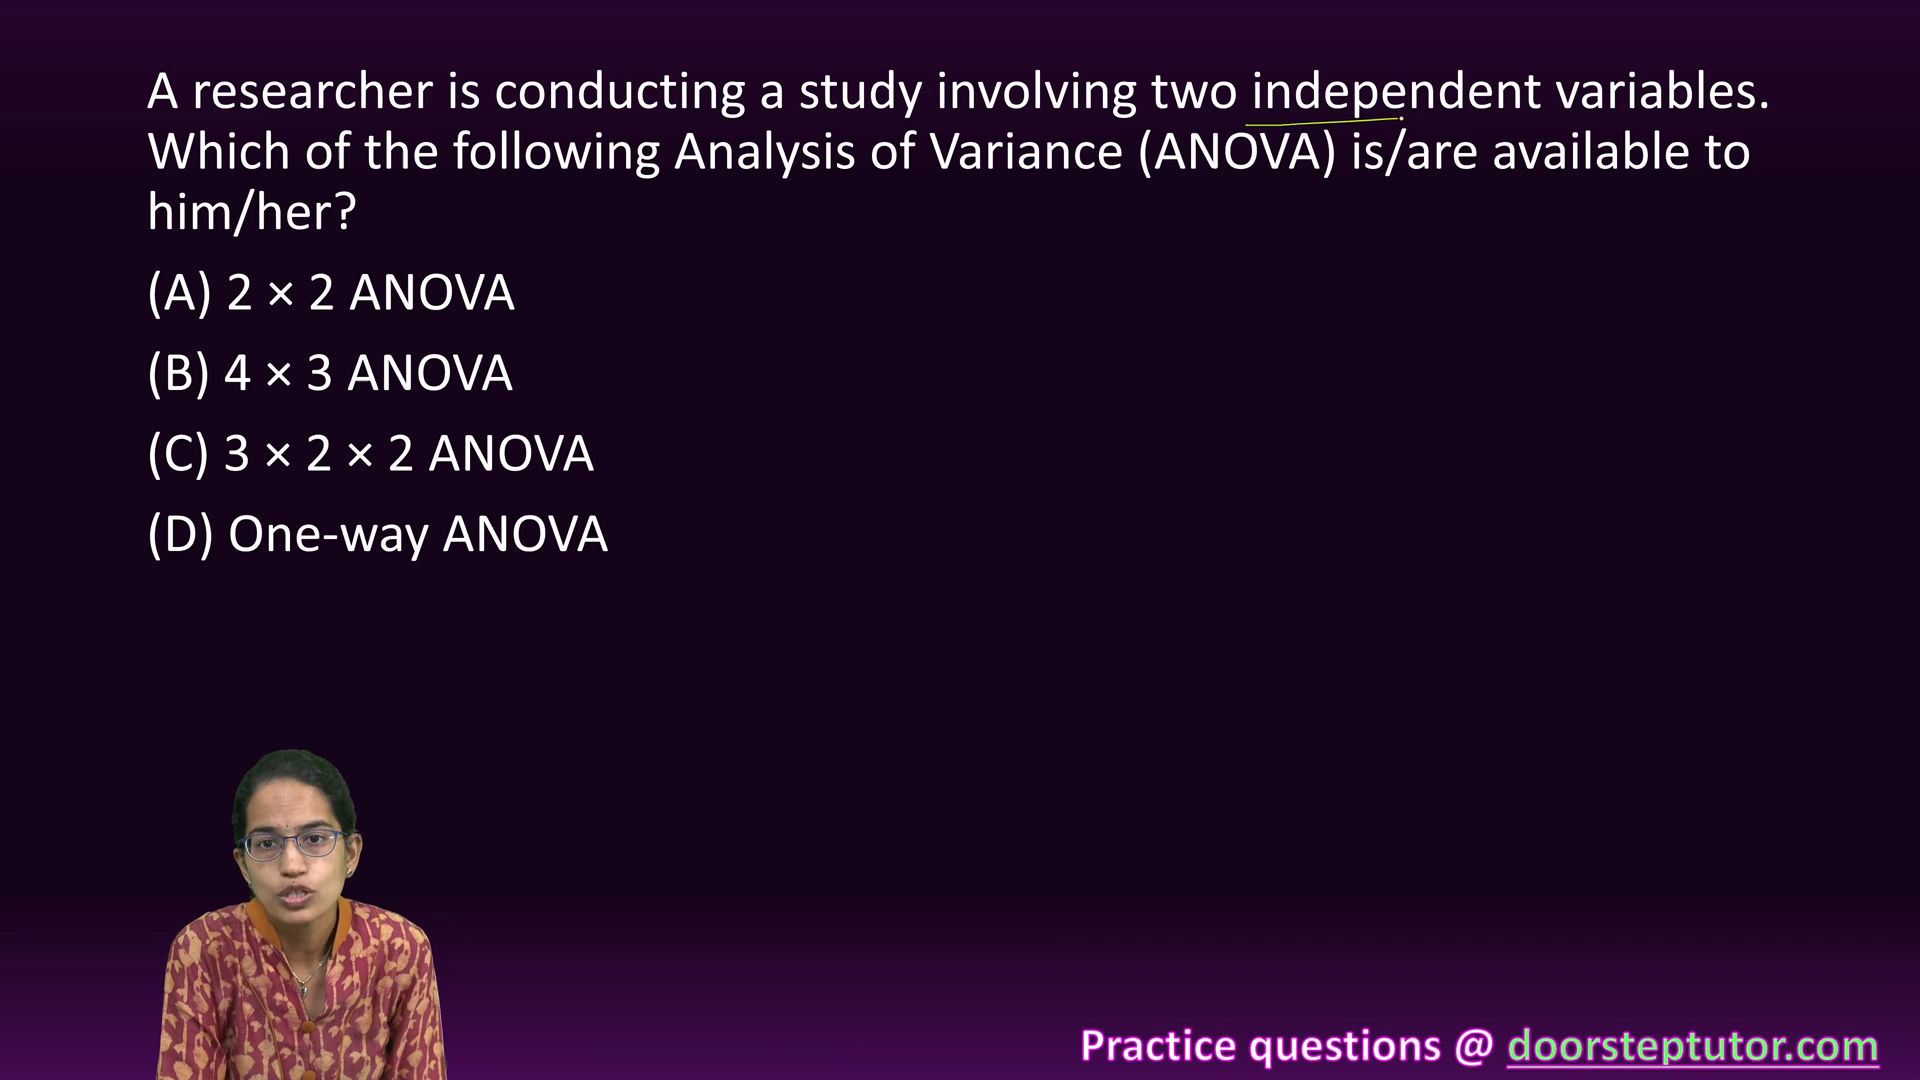 A researcher is conducting a study involving two independent variables.
Which of the following Analysis of Variance (ANOVA) is/are available to
him/her?
(A) 2 × 2 ANOVA
(B) 4 × 3 ANOVA
(C) 3 × 2 × 2 ANOVA
(D) One-way ANOVA
Practice questions @ doorsteptutor.com